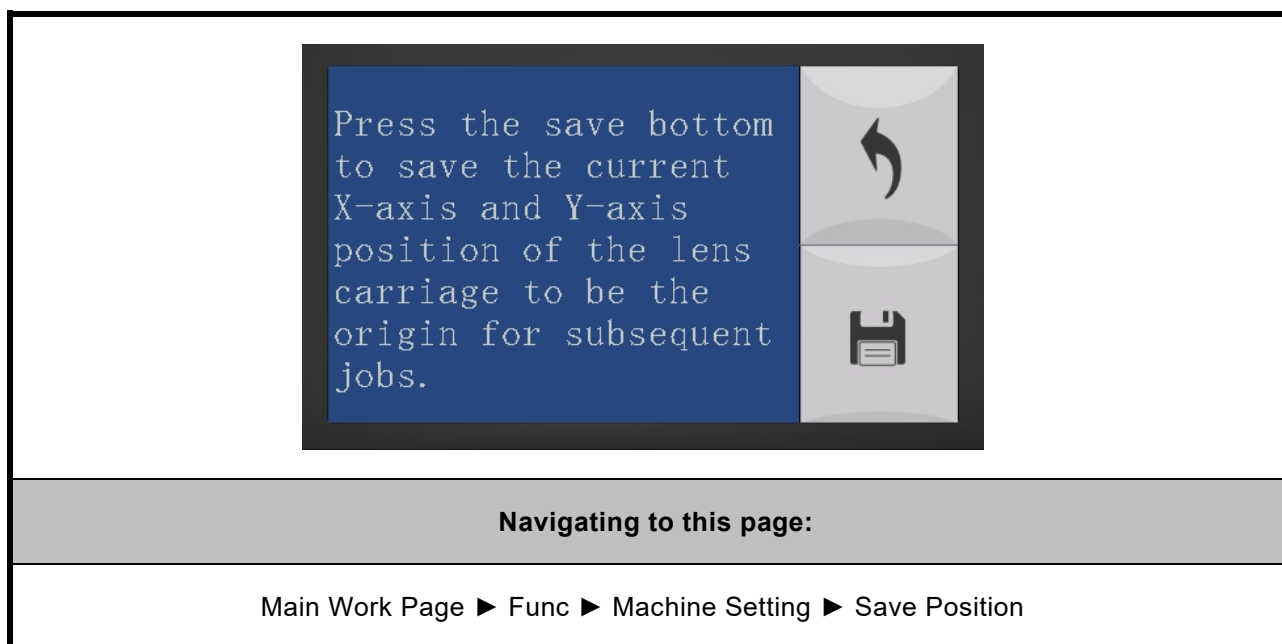 Press the save bottom
to save the current
X-axis and Y-axis
position of the lens
carriage to be the
origin for subsequent
jobs.
Navigating to this page:
Main Work Page ► Func ► Machine Setting ► Save Position